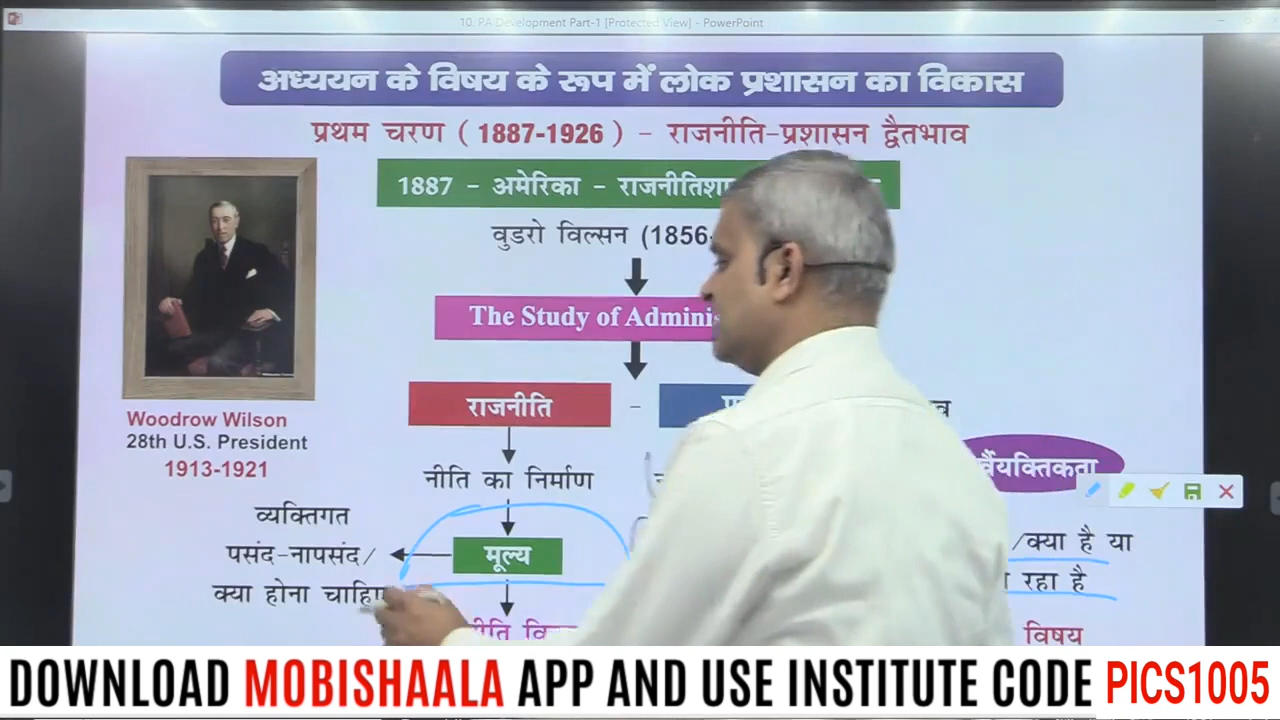 10. PA Development Part-1 [Protected View] - PowerPoint
अध्ययन के विषय के रूप में लोक प्रशासन का विकास
प्रथम चरण ( 1887-1926 ) - राजनीति-प्रशासन द्वैतभाव
1887 - अमेरिका -
वुडरो विल्सन (1856-
The Study of
राजनीति -
Woodrow Wilson
28th U.S. President
1913-1921
नीति का निर्माण
व्यक्तिगत
पसंद-नापसंद/
क्या होना
मूल्य
/क्या है या
रहा है
विषय
DOWNLOAD MOBISHAALA APP AND USE INSTITUTE CODE PICS1005